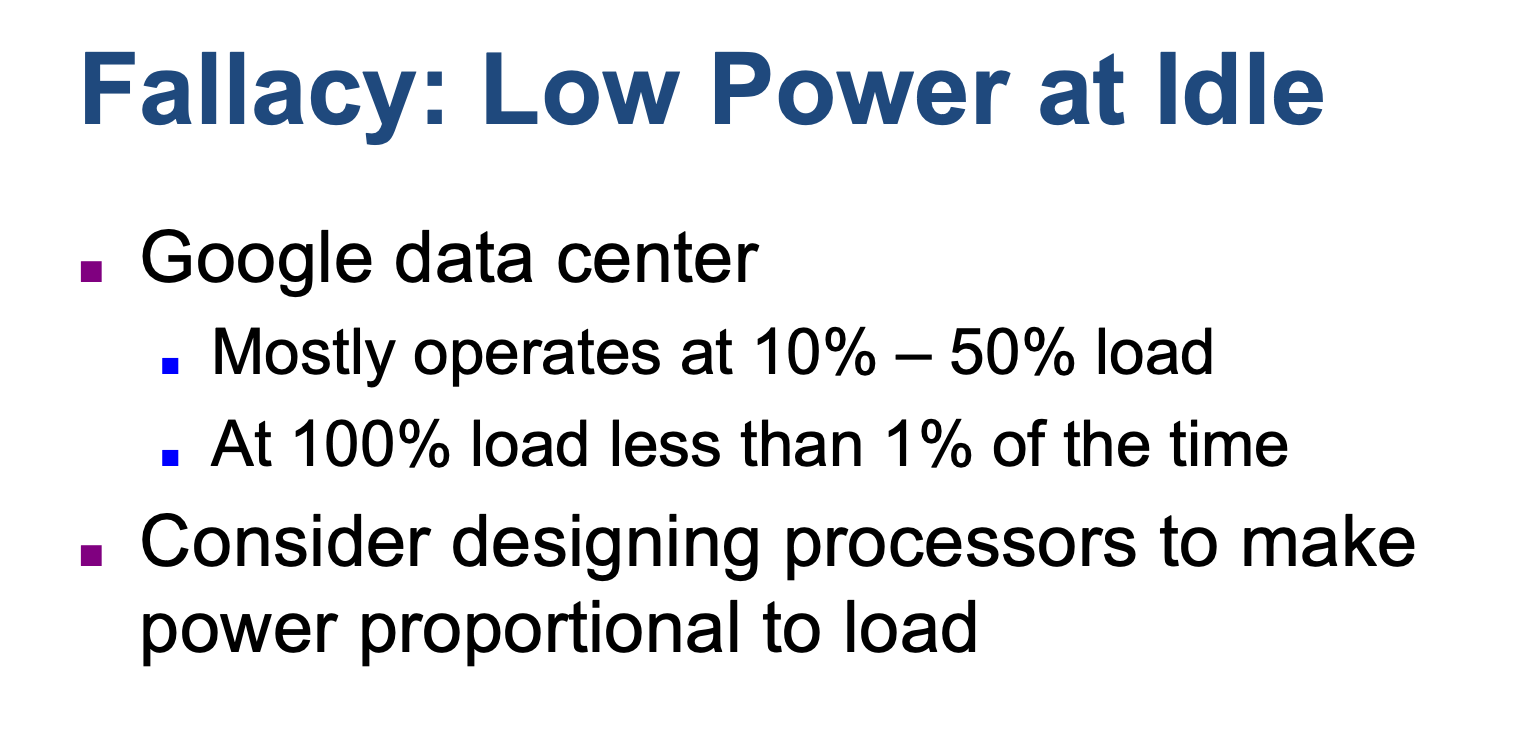 Fallacy: Low Power at Idle
Google data center
Mostly operates at 10% – 50% load
At 100% load less than 1% of the time
Consider designing processors to make
power proportional to load